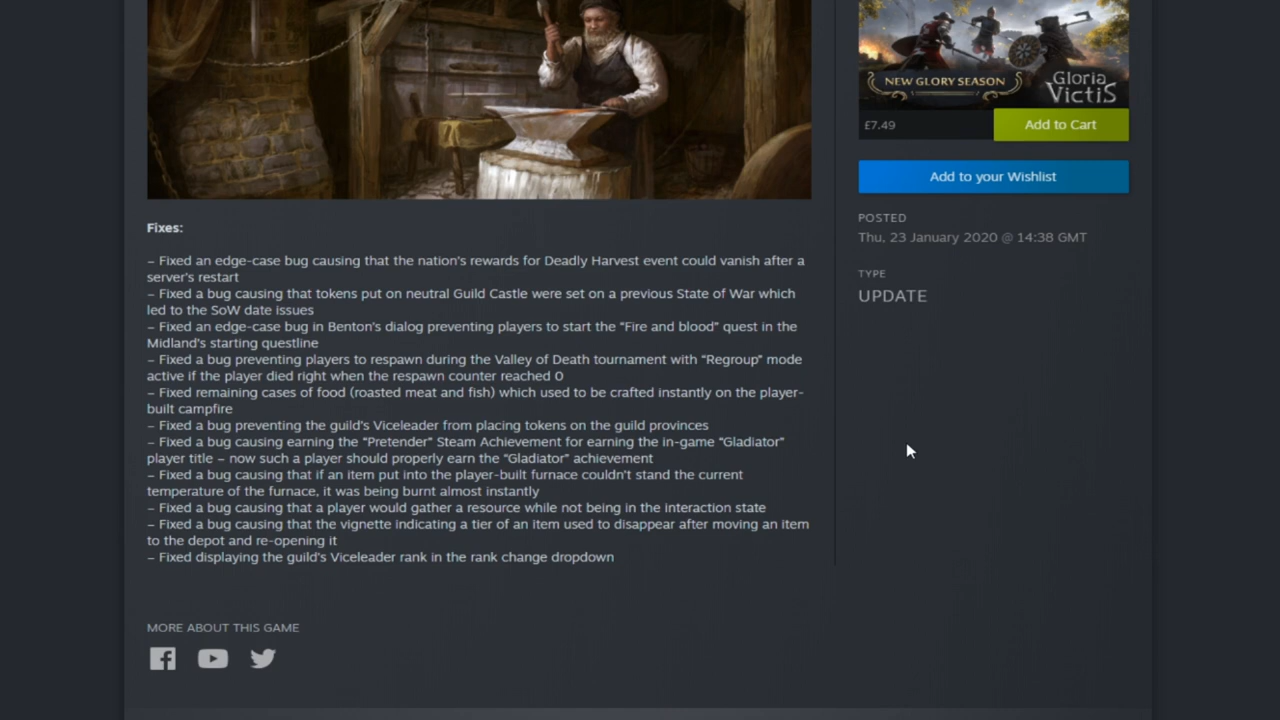 NEW GLORY SEASON
Gloria
Victis
£7.49
Add to Cart
Add to your Wishlist
POSTED
Thu, 23 January 2020 @ 14:38 GMT
TYPE
UPDATE
Fixes:
– Fixed an edge-case bug causing that the nation's rewards for Deadly Harvest event could vanish after a
server's restart
– Fixed a bug causing that tokens put on neutral Guild Castle were set on a previous State of War which
led to the SoW date issues
– Fixed an edge-case bug in Benton's dialog preventing players to start the "Fire and blood" quest in the
Midland's starting questline
– Fixed a bug preventing players to respawn during the Valley of Death tournament with "Regroup" mode
active if the player died right when the respawn counter reached 0
– Fixed remaining cases of food (roasted meat and fish) which used to be crafted instantly on the player-
built campfire
– Fixed a bug preventing the guild's Viceleader from placing tokens on the guild provinces
– Fixed a bug causing earning the "Pretender" Steam Achievement for earning the in-game "Gladiator"
player title – now such a player should properly earn the "Gladiator" achievement
– Fixed a bug causing that if an item put into the player-built furnace couldn't stand the current
temperature of the furnace, it was being burnt almost instantly
– Fixed a bug causing that a player would gather a resource while not being in the interaction state
– Fixed a bug causing that the vignette indicating a tier of an item used to disappear after moving an item
to the depot and re-opening it
– Fixed displaying the guild's Viceleader rank in the rank change dropdown
MORE ABOUT THIS GAME